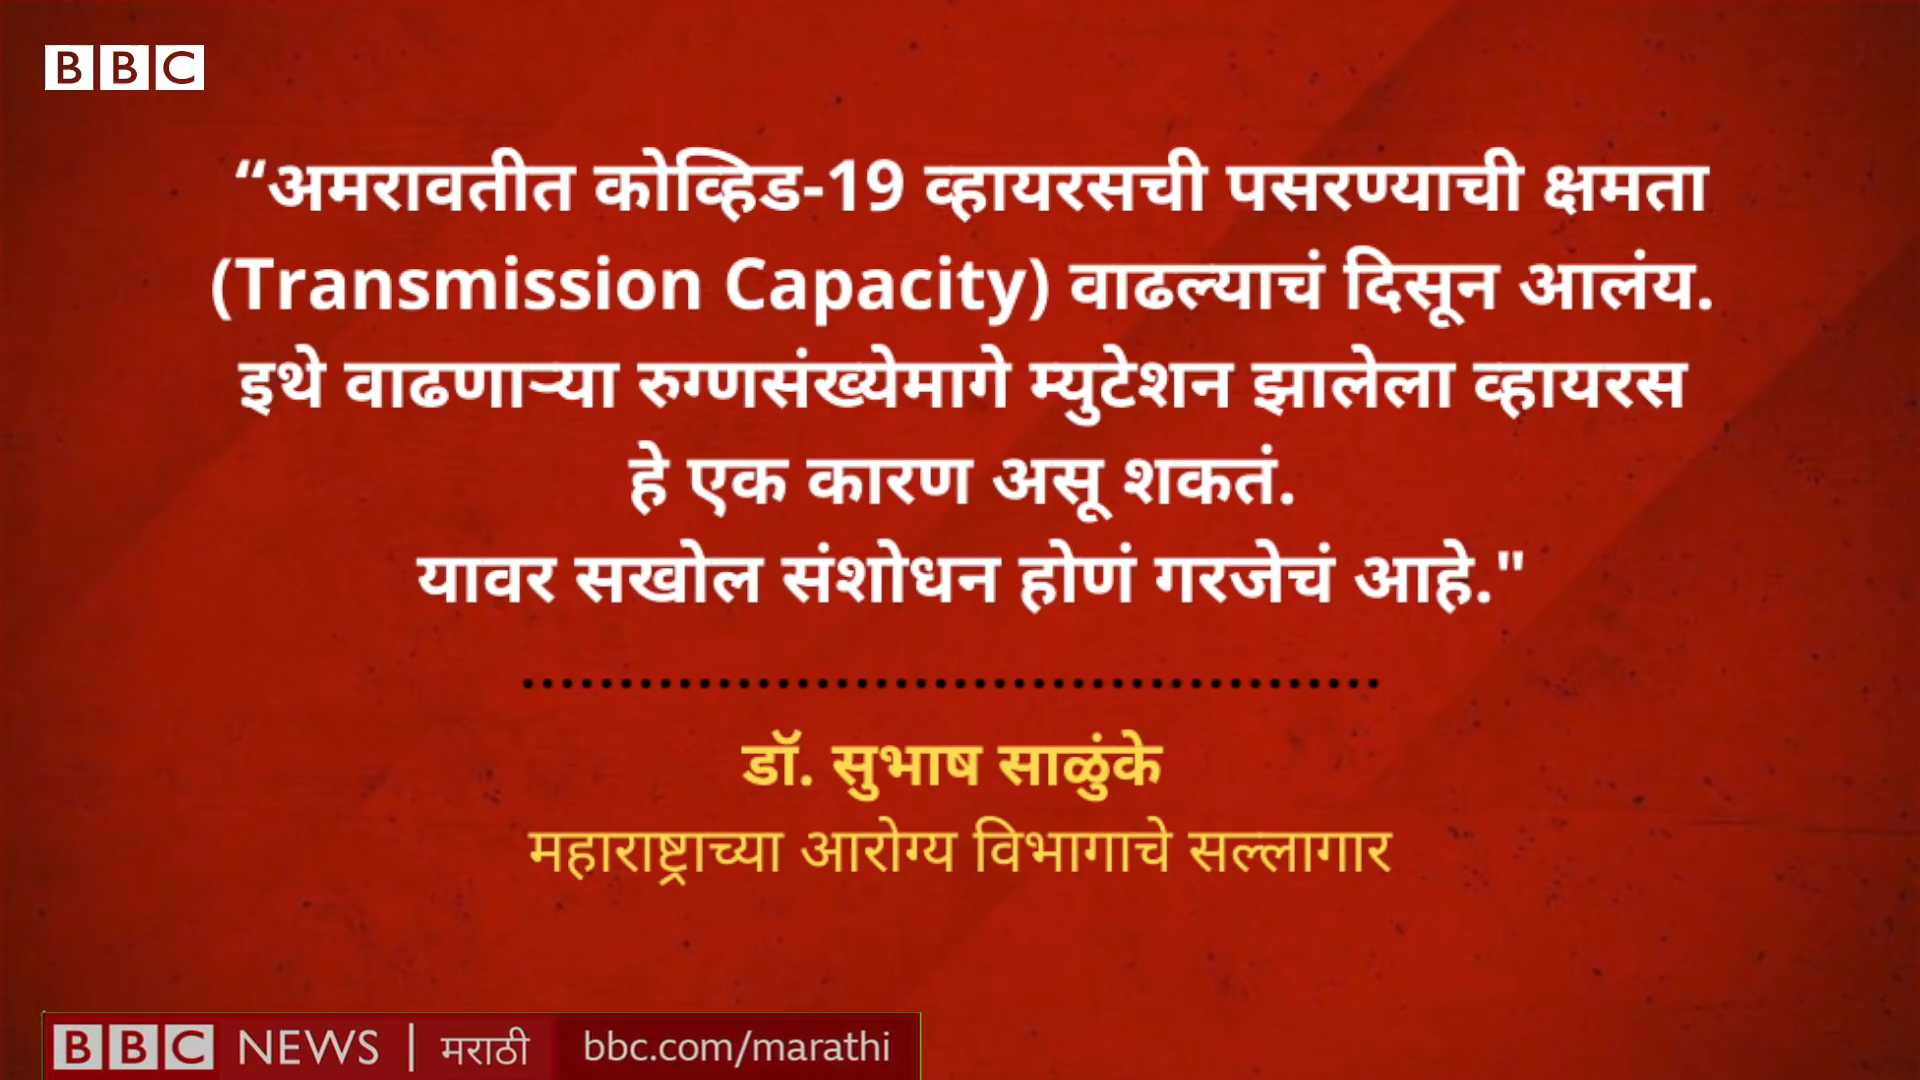 BBC
“अमरावतीत कोव्हिड-19 व्हायरसची पसरण्याची क्षमता
(Transmission Capacity) वाढल्याचं दिसून आलंय.
इथे वाढणाऱ्या रुग्णसंख्येमागे म्युटेशन झालेला व्हायरस
हे एक कारण असू शकतं.
यावर सखोल संशोधन होणं गरजेचं आहे."
डॉ. सुभाष साळुंके
महाराष्ट्राच्या आरोग्य विभागाचे सल्लागार
BBC NEWS | मराठी bbc.com/marathi